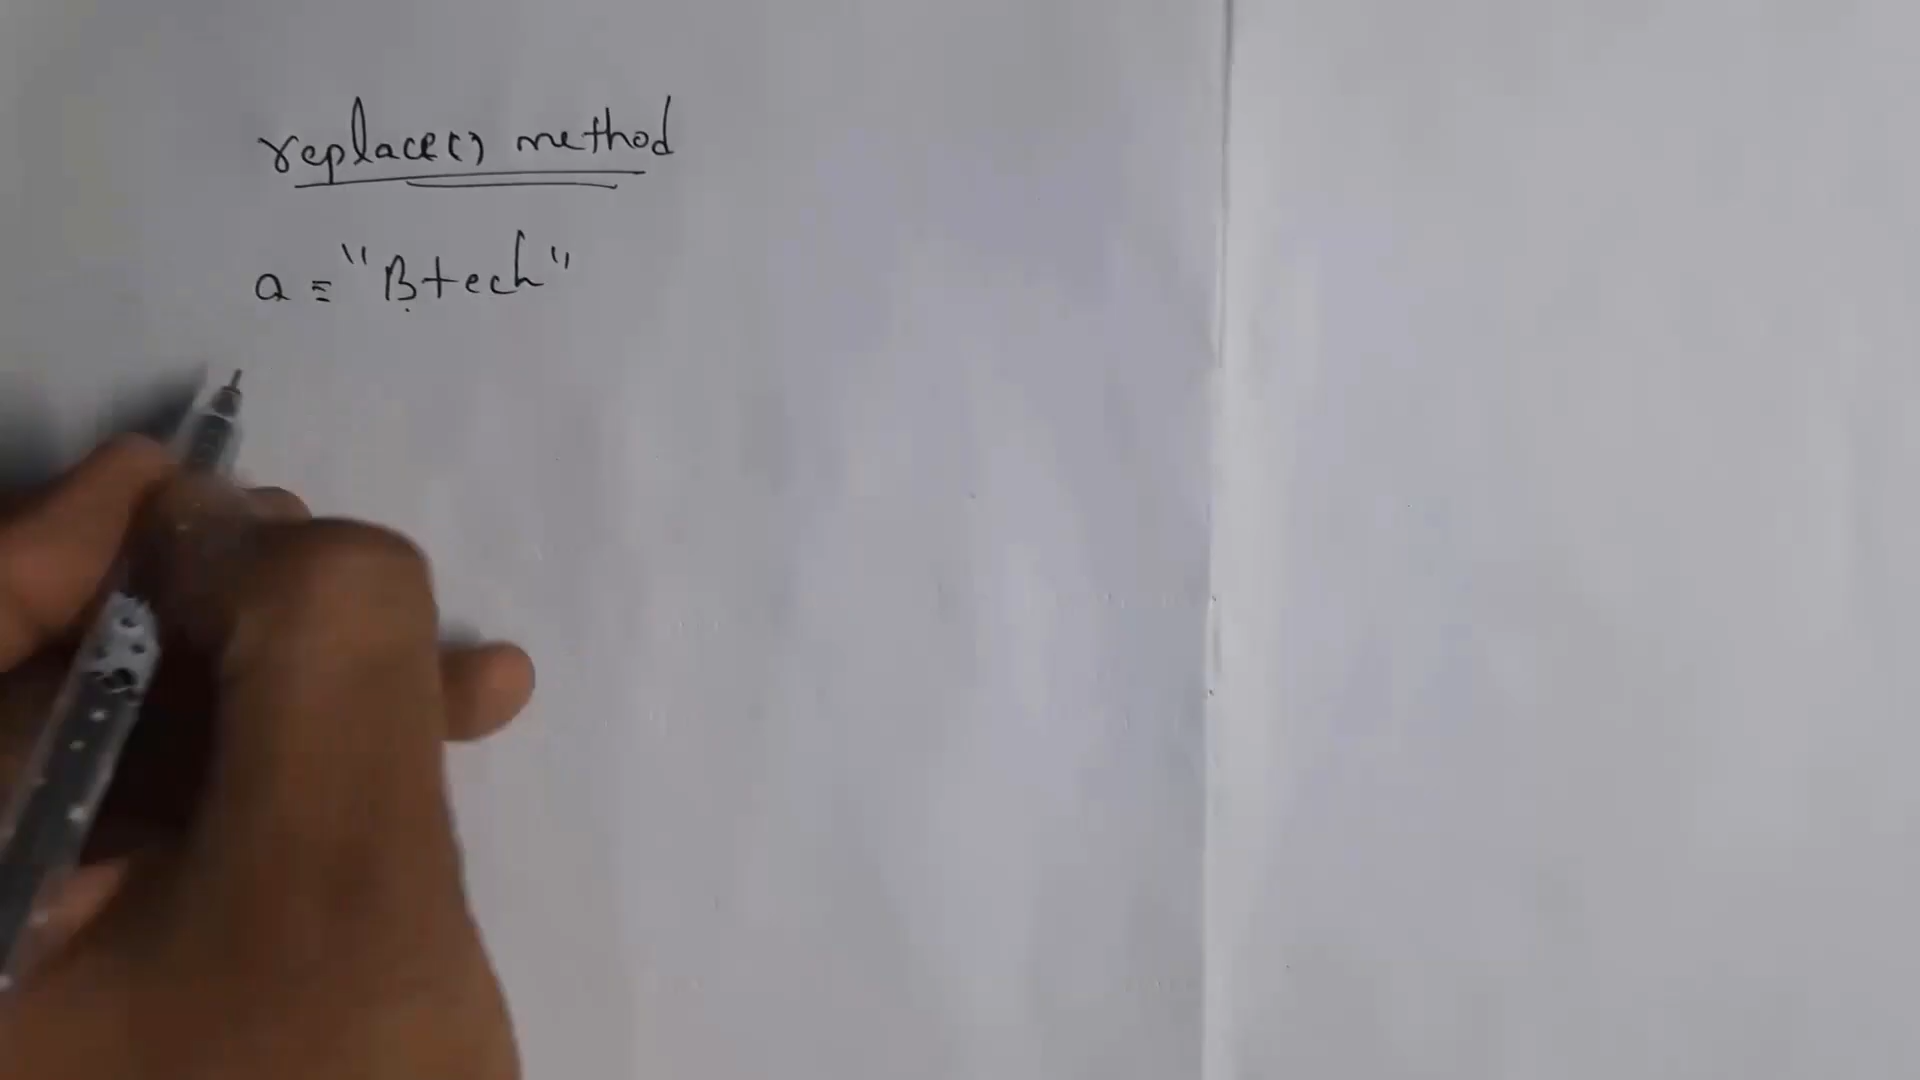 replace() method
a = "Btech"